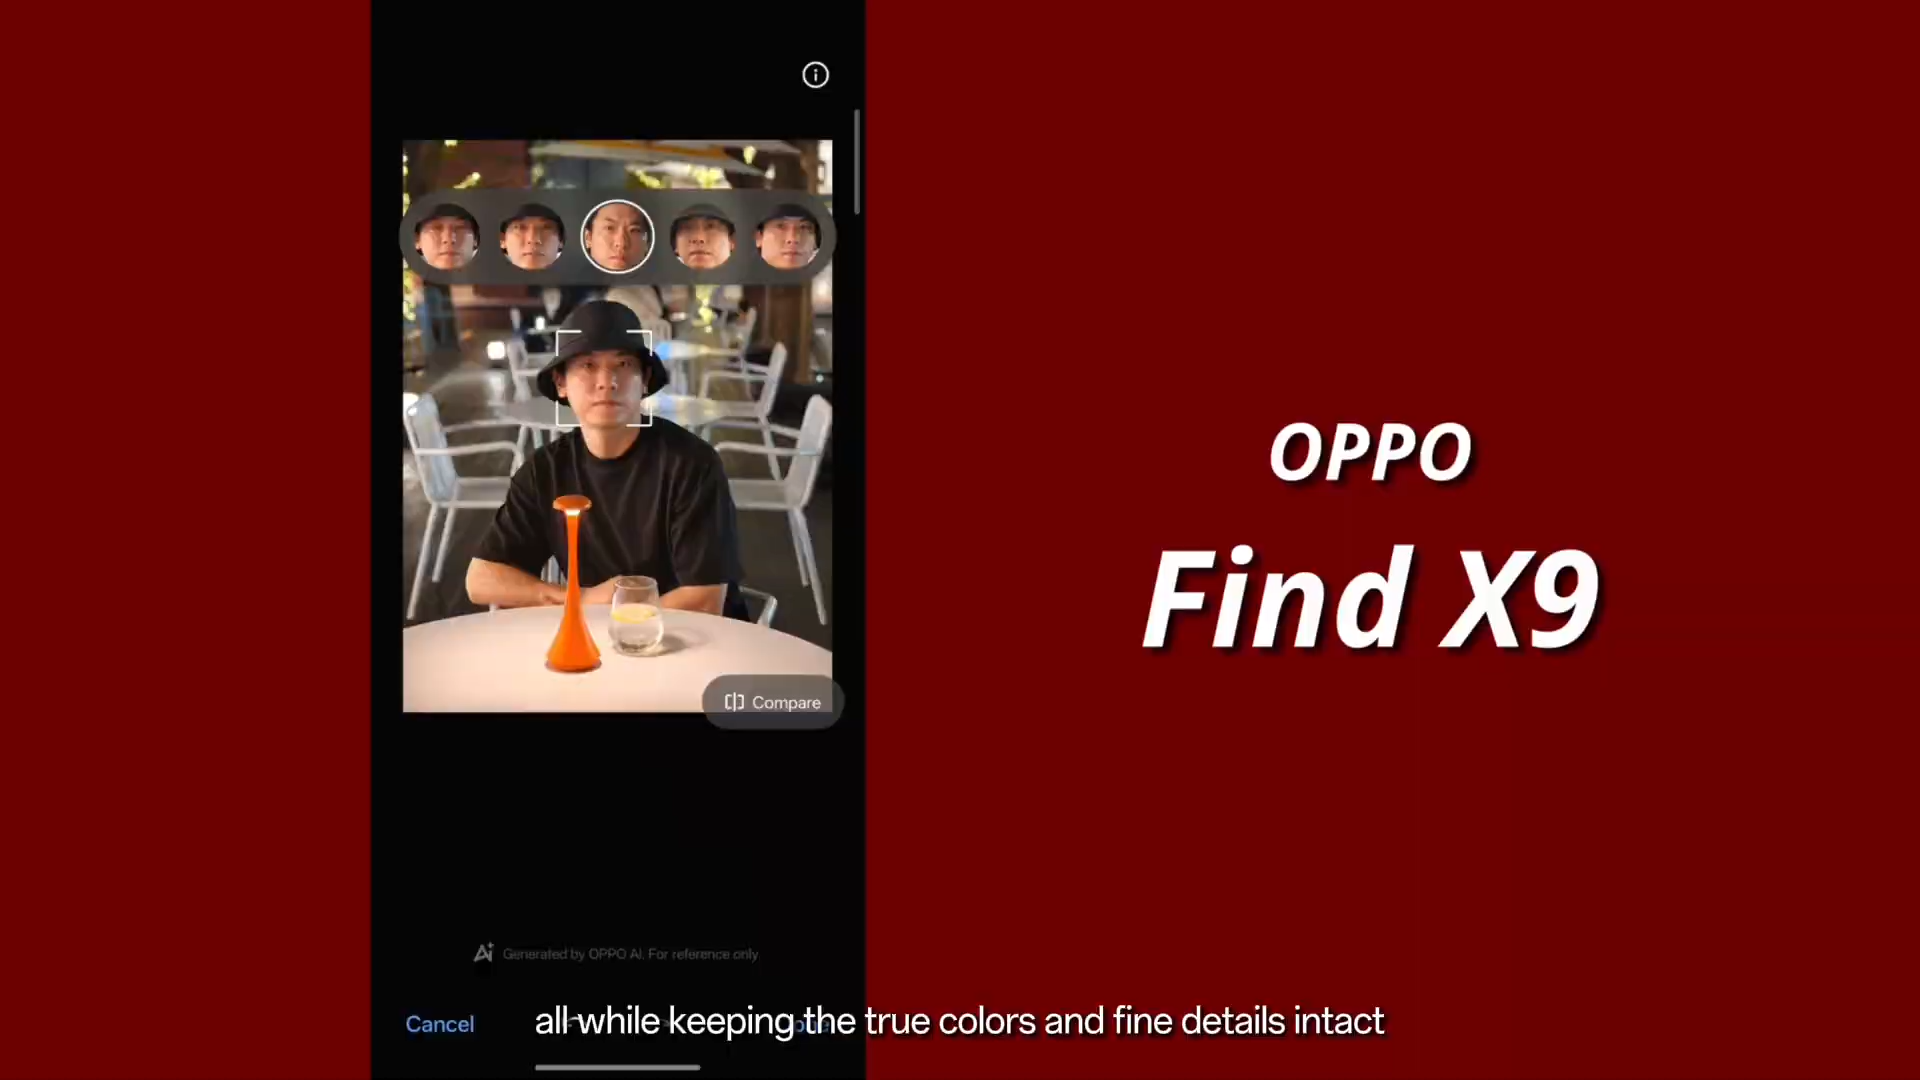 OPPO
Find X9
Compare
Generated by OPPO AI. For reference only.
Cancel
all while keeping the true colors and fine details intact